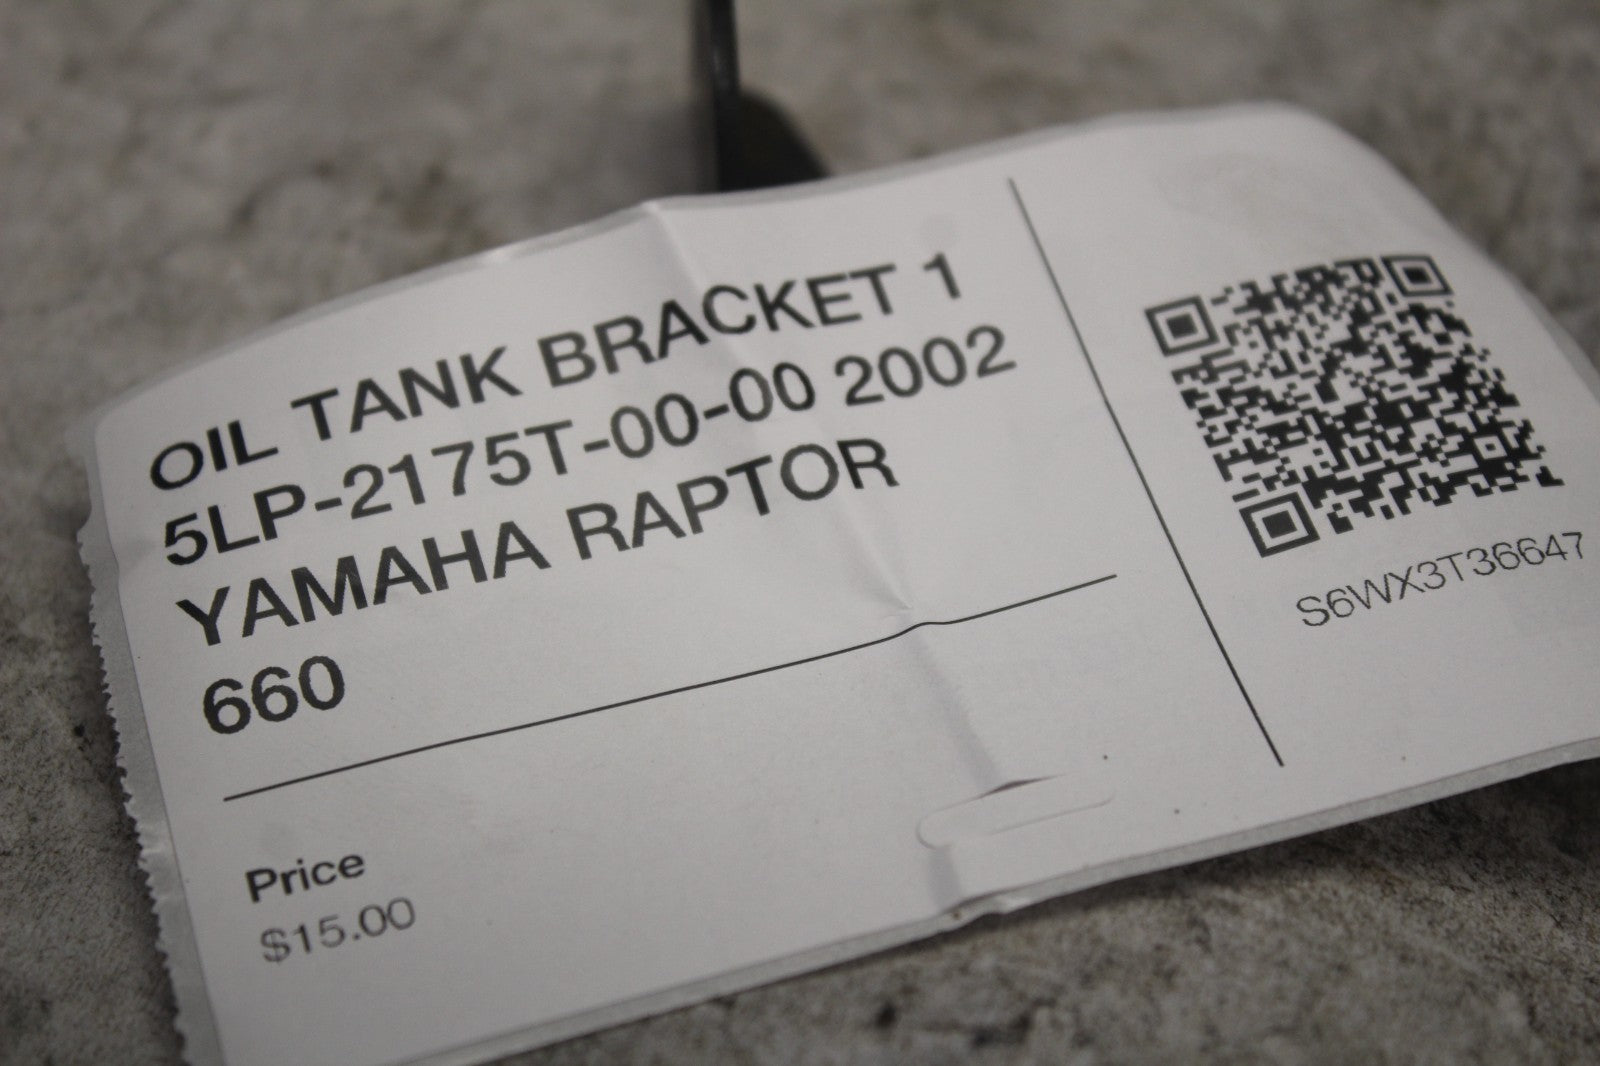 OIL TANK BRACKET 1
5LP-2175T-00-00 2002
YAMAHA RAPTOR
660
Price
$15.00
S6WX3T36647